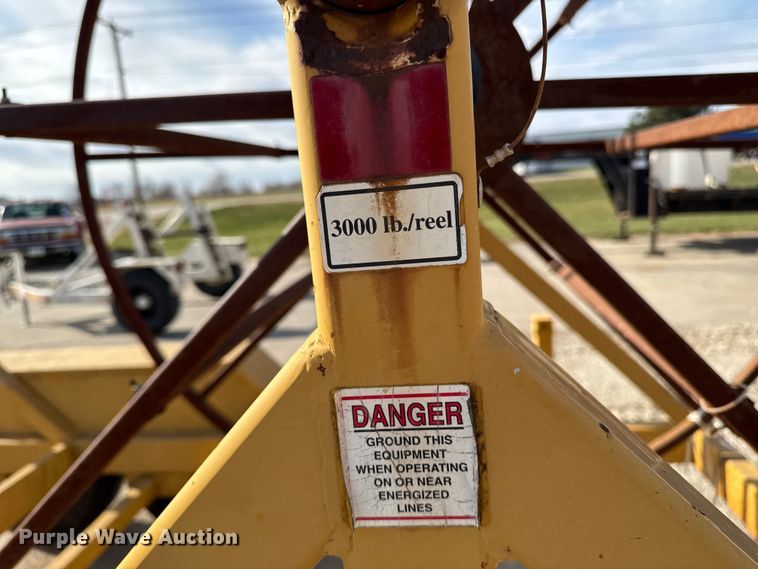 3000 lb./reel
DANGER
GROUND THIS
EQUIPMENT
WHEN OPERATING
ON OR NEAR
ENERGIZED
LINES
Purple Wave Auction